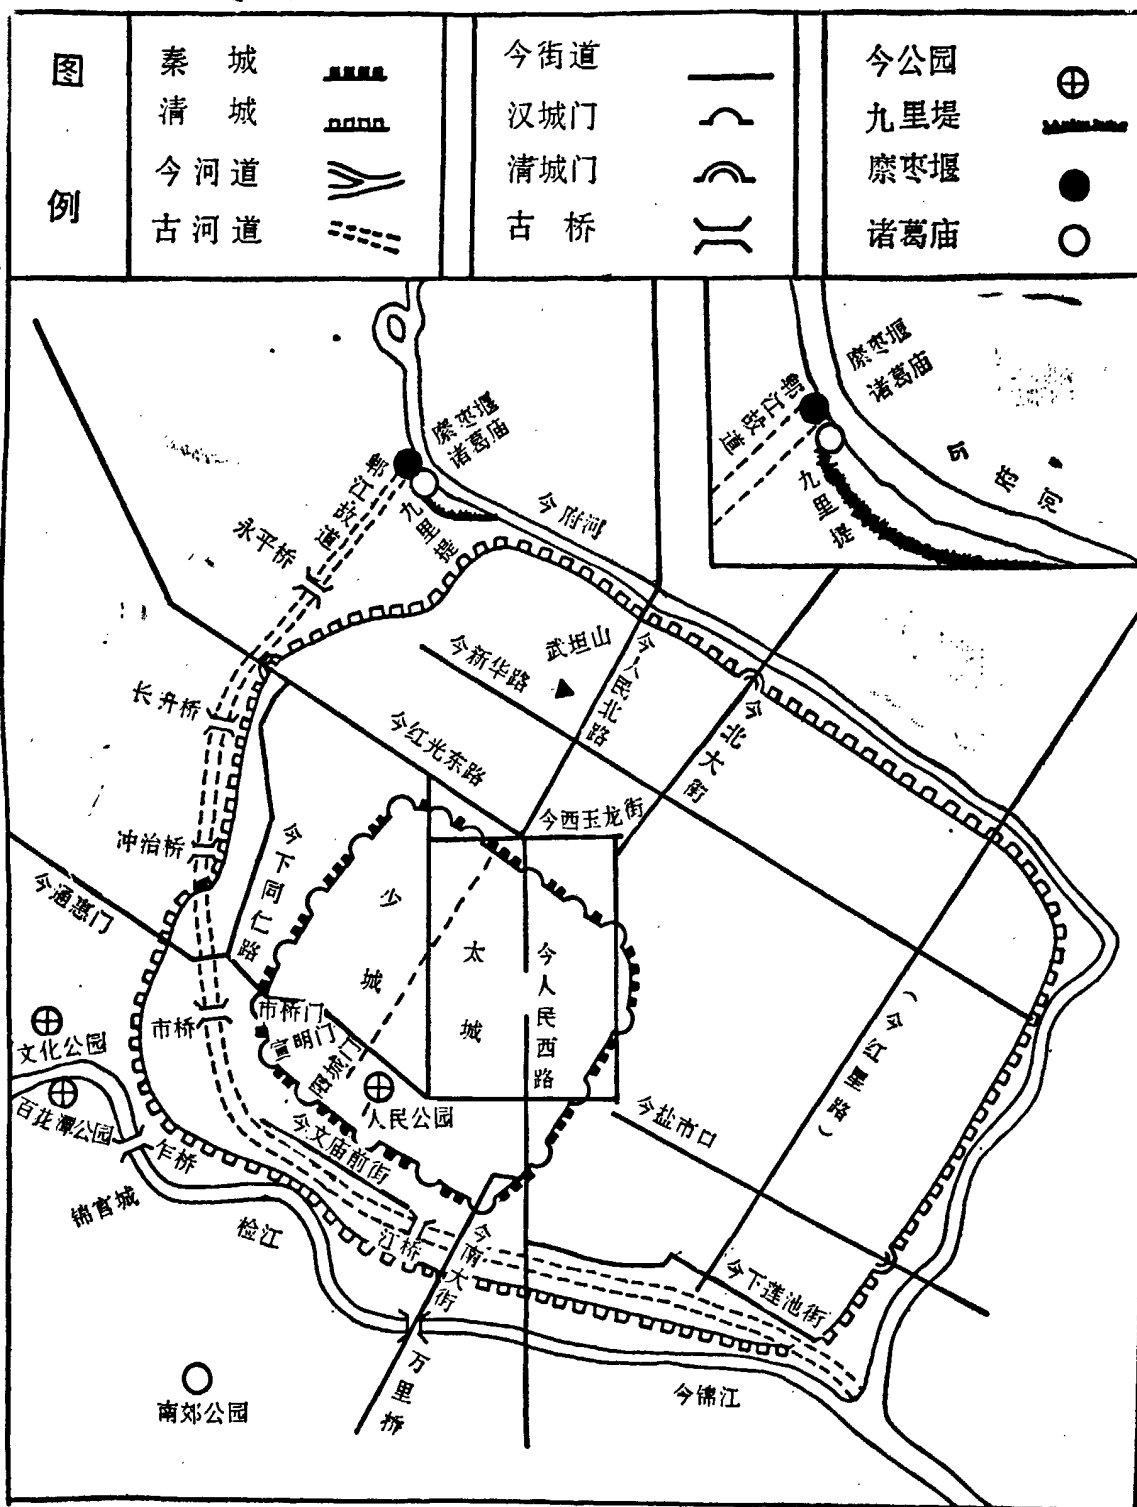 图例
秦城
清城
今河道
古河道
今街道
汉城门
清城门
古桥
今公园
九里堤
縻枣堰
诸葛庙
縻枣堰
诸葛庙
郫江故道
九里堤
今府河
縻枣堰
诸葛庙
郫江故道
九里堤
今府河
永平桥
武坦山
今新华路
今人民北路
今北大街
长升桥
今红光东路
今西玉龙街
冲治桥
今下同仁路
今通惠门
少城
太城
今人民西路
(今红星路)
市桥门
市桥
宣明门
文化公园
百花潭公园
人民公园
今文庙前街
今盐市口
笮桥
锦官城
检江
江桥
今南大街
今下莲池街
万里桥
今锦江
南郊公园